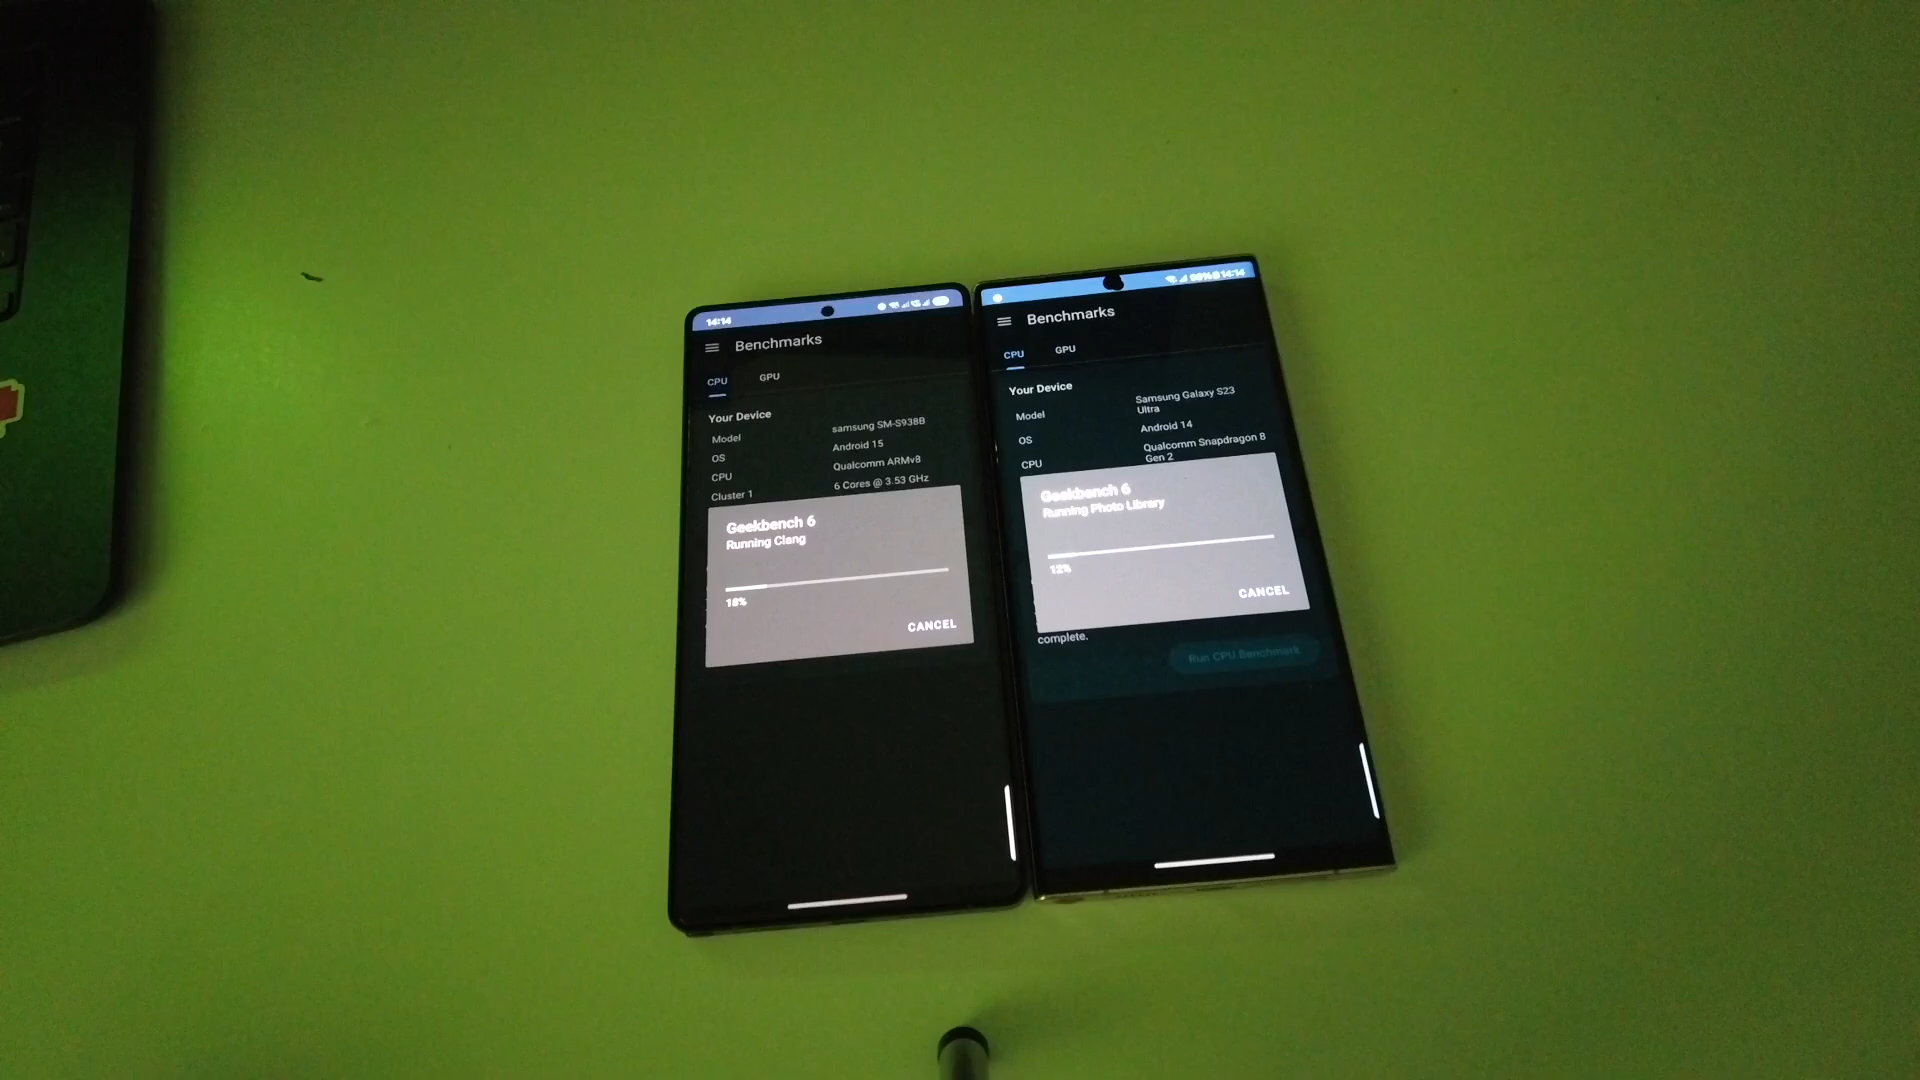 14:14
Benchmarks
CPU GPU
Your Device
Model samsung SM-S938B
OS Android 15
CPU Qualcomm ARMv8
Cluster 1 6 Cores @ 3.53 GHz
Geekbench 6
Running Clang
18%
CANCEL
14:14
Benchmarks
CPU GPU
Your Device
Model Samsung Galaxy S23
Ultra
OS Android 14
CPU Qualcomm Snapdragon 8
Gen 2
Geekbench 6
Running Photo Library
12%
CANCEL
complete.
Run CPU Benchmark